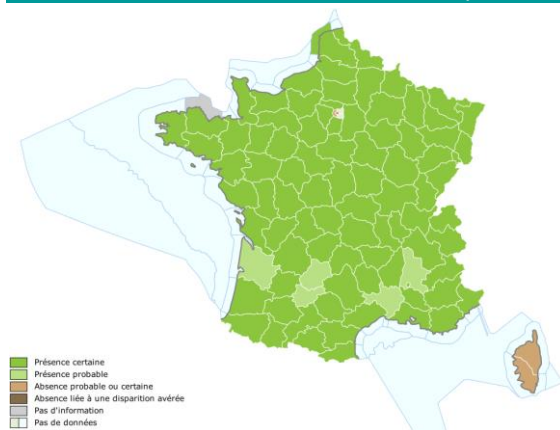 Présence certaine
Présence probable
Absence probable ou certaine
Absence liée à une disparition avérée
Pas d'information
Pas de données